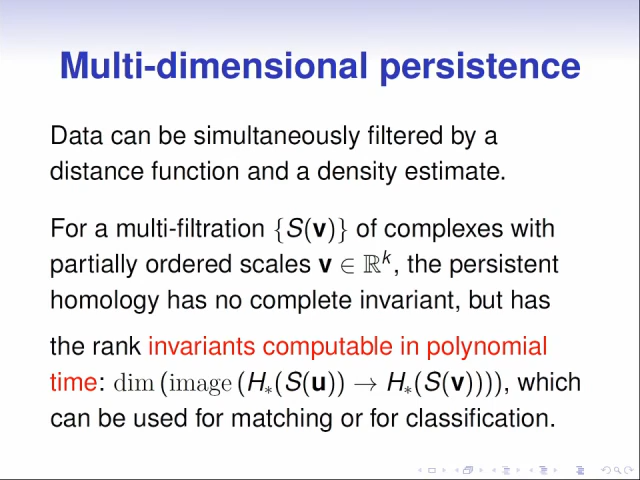 Multi-dimensional persistence
Data can be simultaneously filtered by a
distance function and a density estimate.
For a multi-filtration {S(v)} of complexes with
partially ordered scales v ∈ ℝᵏ, the persistent
homology has no complete invariant, but has
the rank invariants computable in polynomial
time: dim (image (H∗(S(u)) → H∗(S(v)))), which
can be used for matching or for classification.